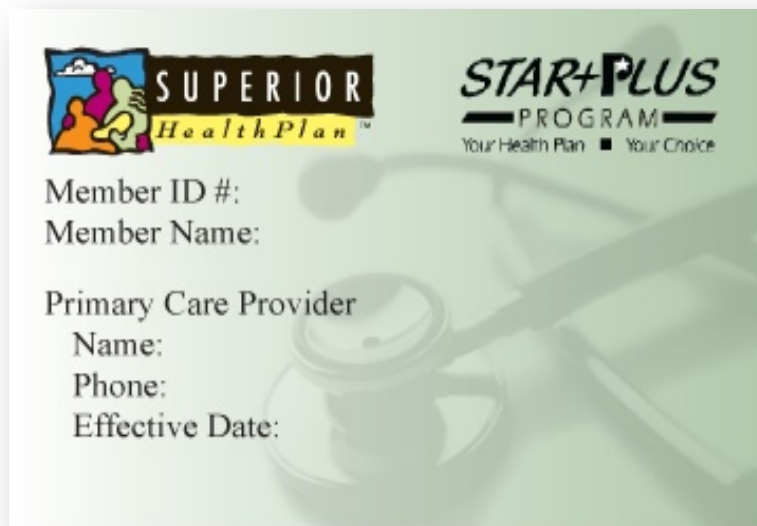 SUPERIOR
HealthPlan™
STAR+PLUS
PROGRAM
Your Health Plan ■ Your Choice
Member ID #:
Member Name:
Primary Care Provider
Name:
Phone:
Effective Date: